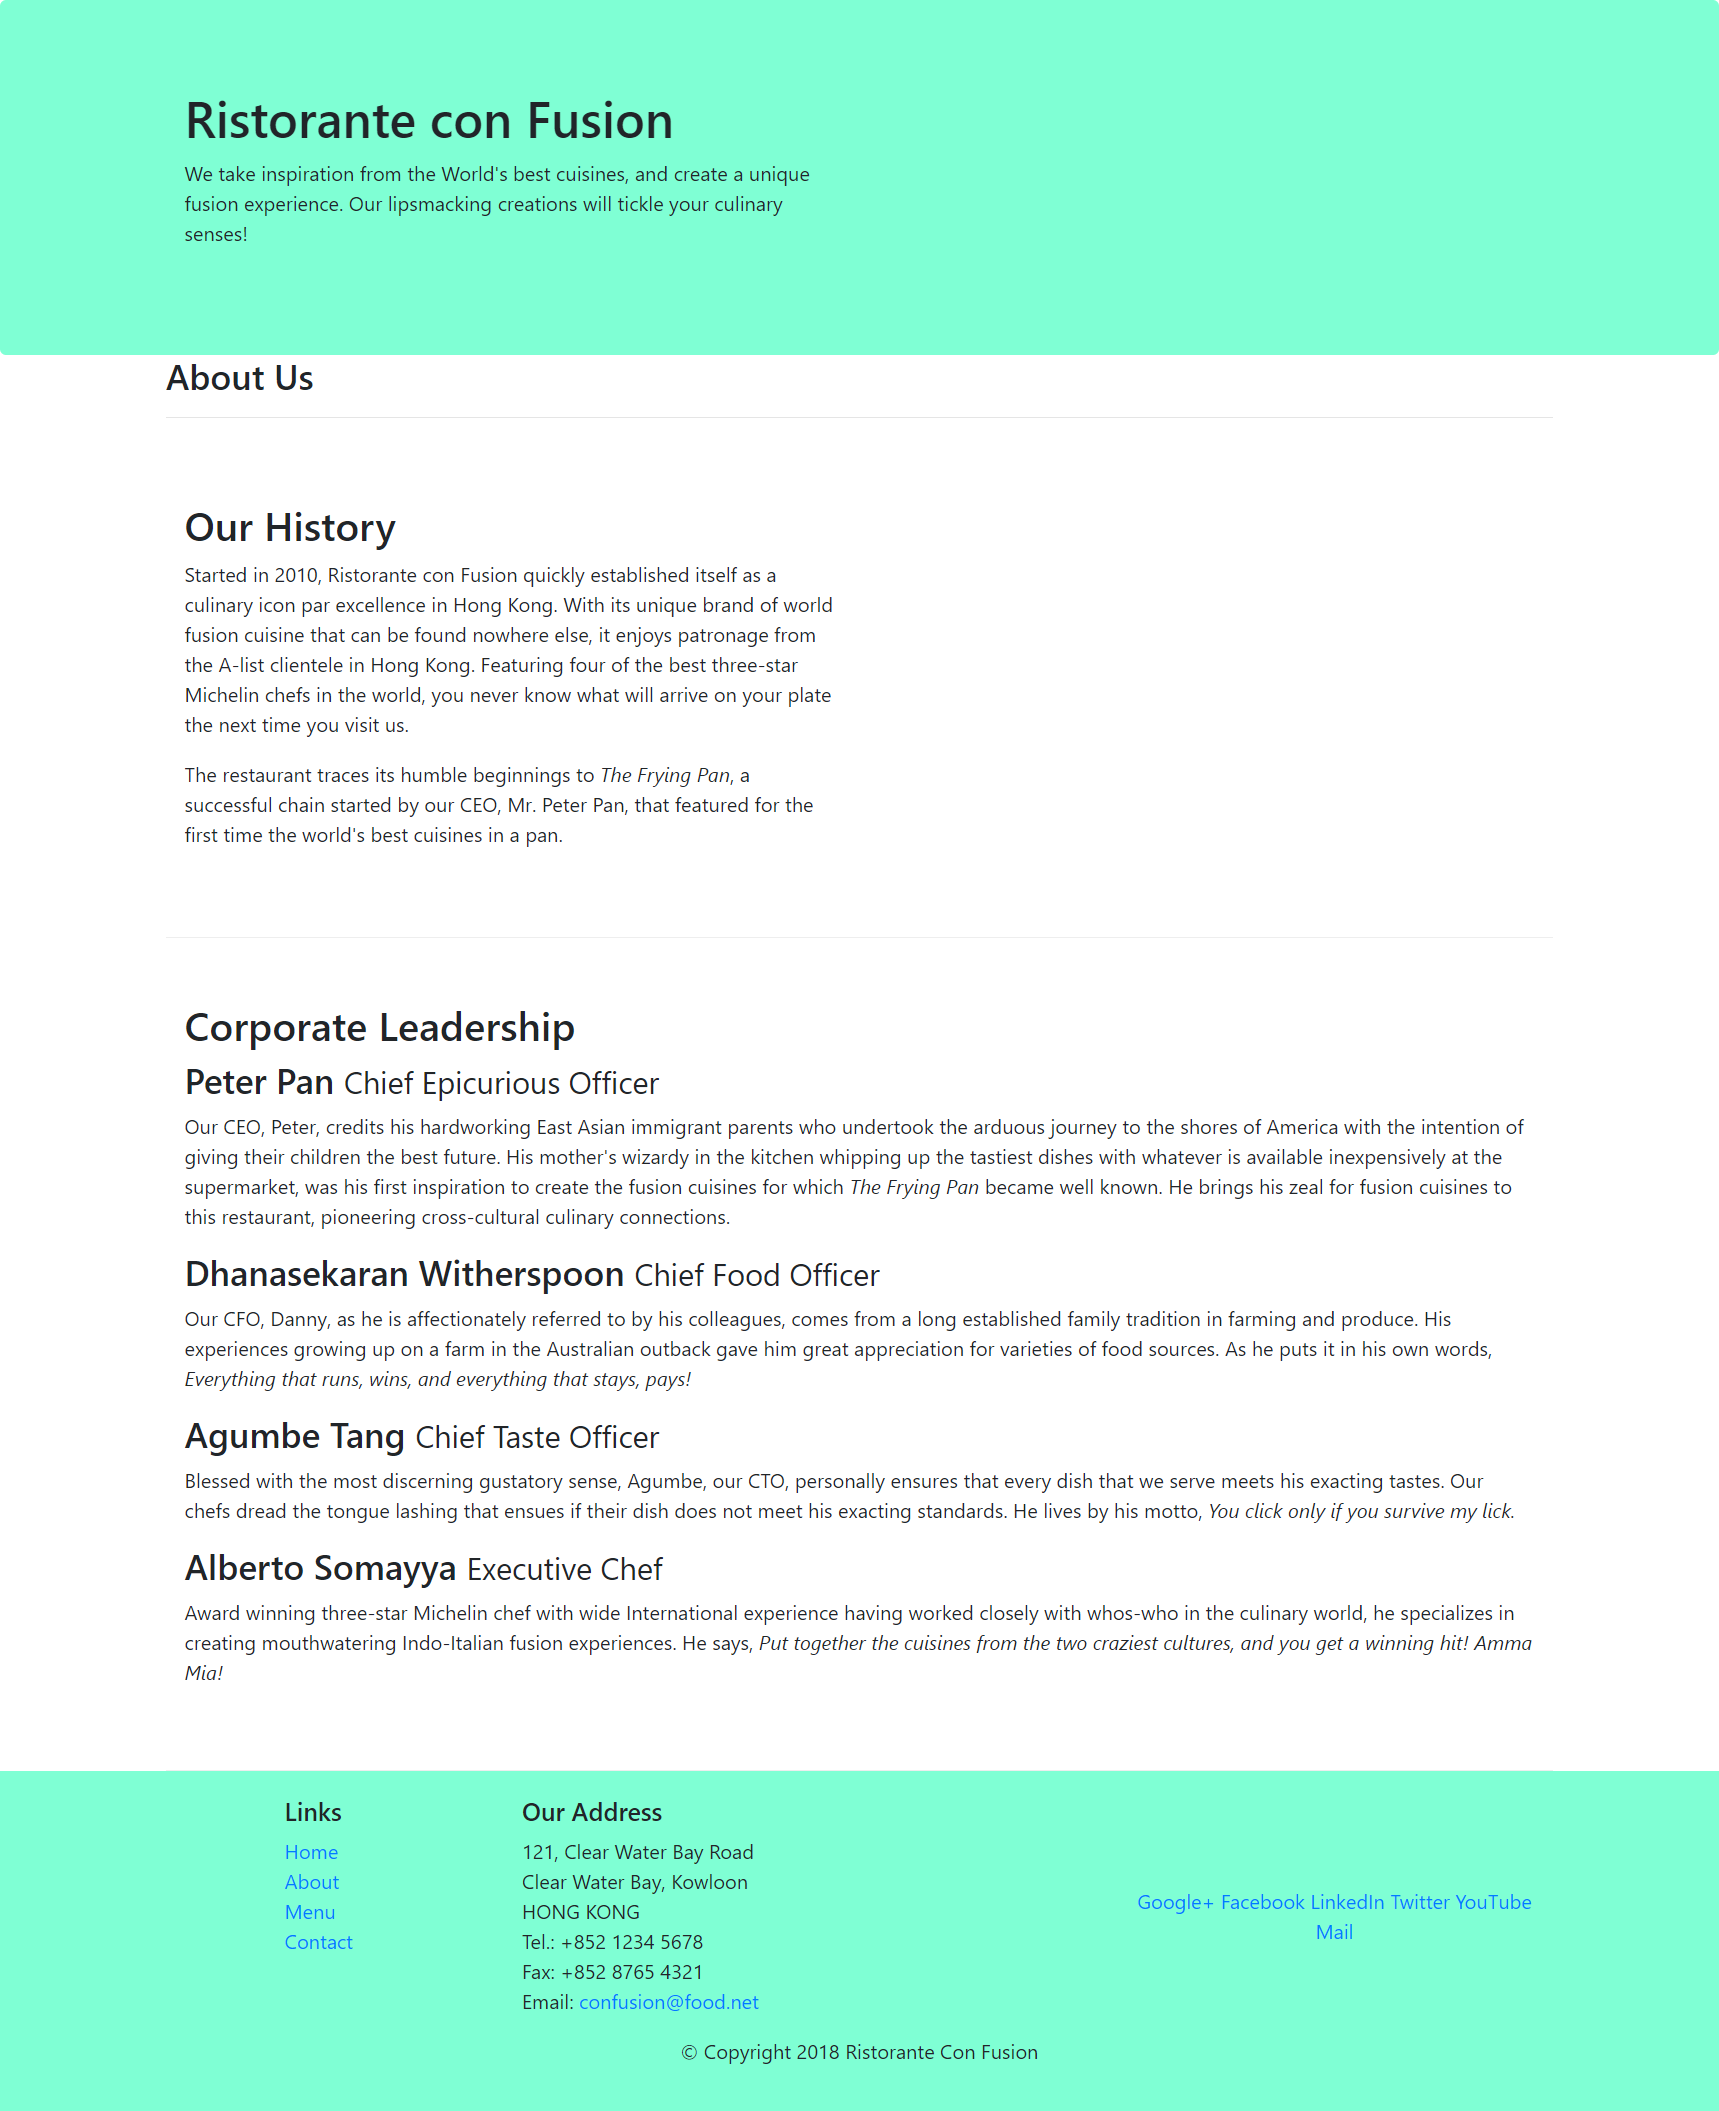 Ristorante con Fusion
We take inspiration from the World's best cuisines, and create a unique
fusion experience. Our lipsmacking creations will tickle your culinary
senses!
About Us
Our History
Started in 2010, Ristorante con Fusion quickly established itself as a
culinary icon par excellence in Hong Kong. With its unique brand of world
fusion cuisine that can be found nowhere else, it enjoys patronage from
the A-list clientele in Hong Kong. Featuring four of the best three-star
Michelin chefs in the world, you never know what will arrive on your plate
the next time you visit us.
The restaurant traces its humble beginnings to The Frying Pan, a
successful chain started by our CEO, Mr. Peter Pan, that featured for the
first time the world's best cuisines in a pan.
Corporate Leadership
Peter Pan Chief Epicurious Officer
Our CEO, Peter, credits his hardworking East Asian immigrant parents who undertook the arduous journey to the shores of America with the intention of
giving their children the best future. His mother's wizardy in the kitchen whipping up the tastiest dishes with whatever is available inexpensively at the
supermarket, was his first inspiration to create the fusion cuisines for which The Frying Pan became well known. He brings his zeal for fusion cuisines to
this restaurant, pioneering cross-cultural culinary connections.
Dhanasekaran Witherspoon Chief Food Officer
Our CFO, Danny, as he is affectionately referred to by his colleagues, comes from a long established family tradition in farming and produce. His
experiences growing up on a farm in the Australian outback gave him great appreciation for varieties of food sources. As he puts it in his own words,
Everything that runs, wins, and everything that stays, pays!
Agumbe Tang Chief Taste Officer
Blessed with the most discerning gustatory sense, Agumbe, our CTO, personally ensures that every dish that we serve meets his exacting tastes. Our
chefs dread the tongue lashing that ensues if their dish does not meet his exacting standards. He lives by his motto, You click only if you survive my lick.
Alberto Somayya Executive Chef
Award winning three-star Michelin chef with wide International experience having worked closely with whos-who in the culinary world, he specializes in
creating mouthwatering Indo-Italian fusion experiences. He says, Put together the cuisines from the two craziest cultures, and you get a winning hit! Amma
Mia!
Links
Home
About
Menu
Contact
Our Address
121, Clear Water Bay Road
Clear Water Bay, Kowloon
HONG KONG
Tel.: +852 1234 5678
Fax: +852 8765 4321
Email: confusion@food.net
Google+ Facebook LinkedIn Twitter YouTube
Mail
© Copyright 2018 Ristorante Con Fusion